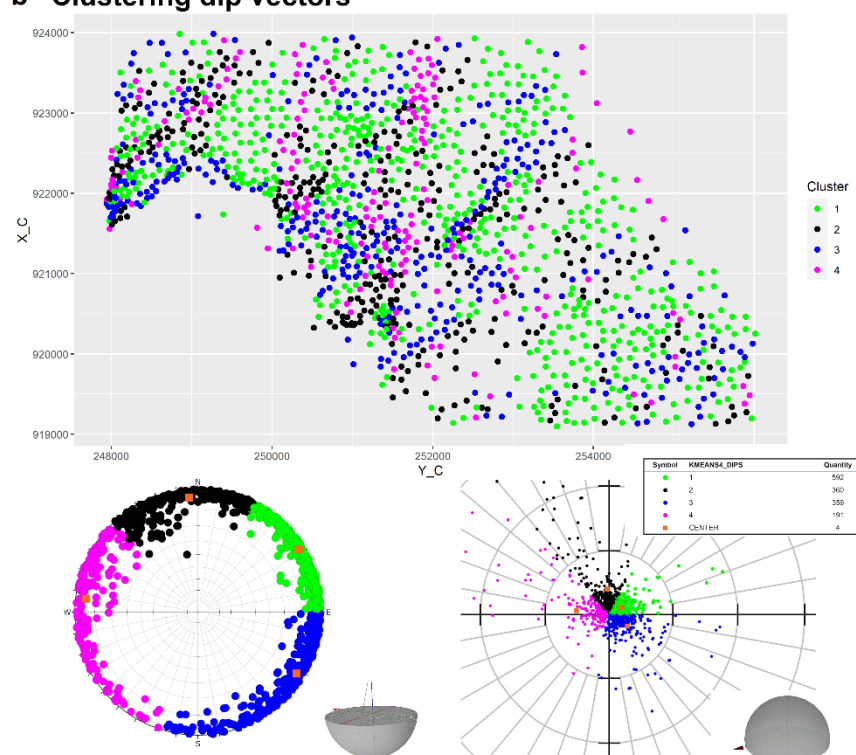 b Clustering dip vectors
924000
923000
922000
921000
920000
919000
X_C
248000 250000 252000 254000
Y_C
Cluster
1
2
3
4
Symbol KMEANS4_DIPS Quantity
1 592
2 360
3 359
4 191
CENTER 4
N
W E
S